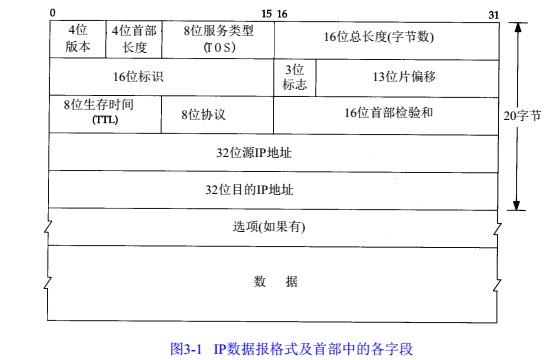 0 15 16 31
4位 4位首部 8位服务类型 16位总长度(字节数)
版本 长度 (TOS)
16位标识 3位 13位片偏移
标志
8位生存时间 8位协议 16位首部检验和
(TTL)
20字节
32位源IP地址
32位目的IP地址
选项(如果有)
数 据
图3-1 IP数据报格式及首部中的各字段